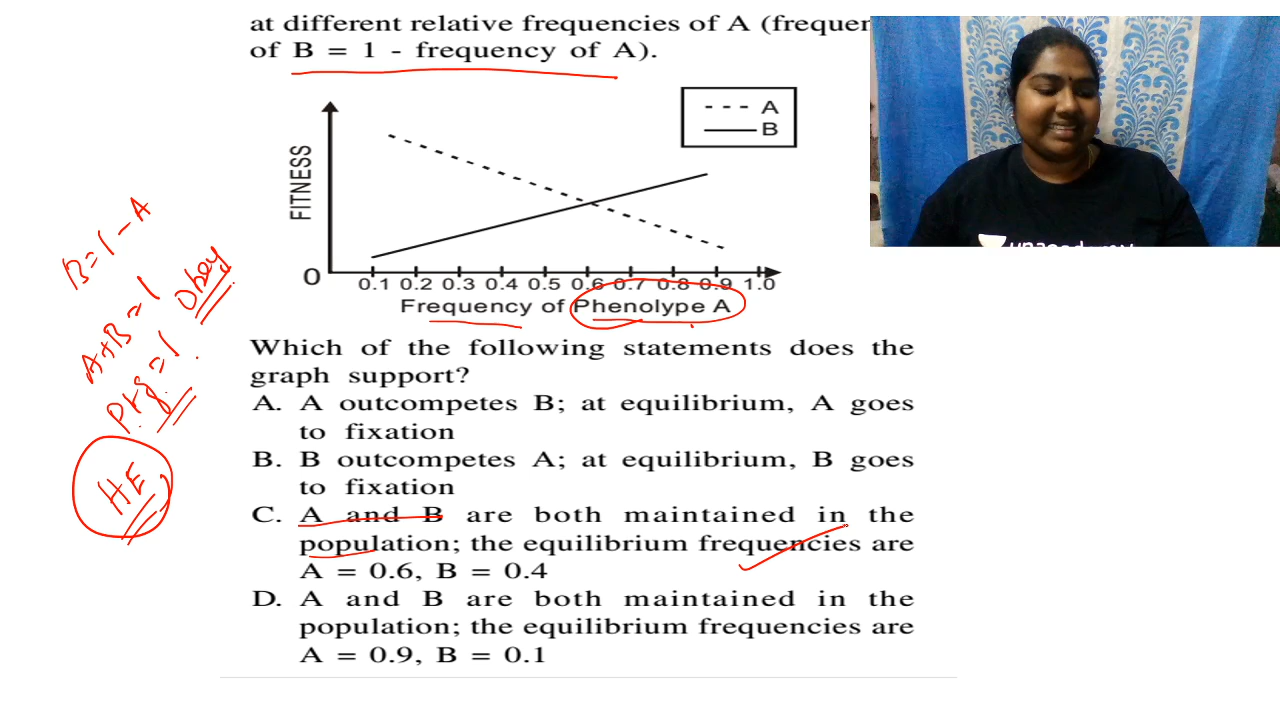 at different relative frequencies of A (frequen
of B = 1 - frequency of A).
A
B
FITNESS
O
0.1 0.2 0.3 0.4 0.5 0.6 0.7 0.8 0.9 1.0
Frequency of Phenolype A
B = 1 - A
A+B = 1
P+q = 1
Obey
HE
Which of the following statements does the
graph support?
A. A outcompetes B; at equilibrium, A goes
to fixation
B. B outcompetes A; at equilibrium, B goes
to fixation
C. A and B are both maintained in the
population; the equilibrium frequencies are
A = 0.6, B = 0.4
D. A and B are both maintained in the
population; the equilibrium frequencies are
A = 0.9, B = 0.1